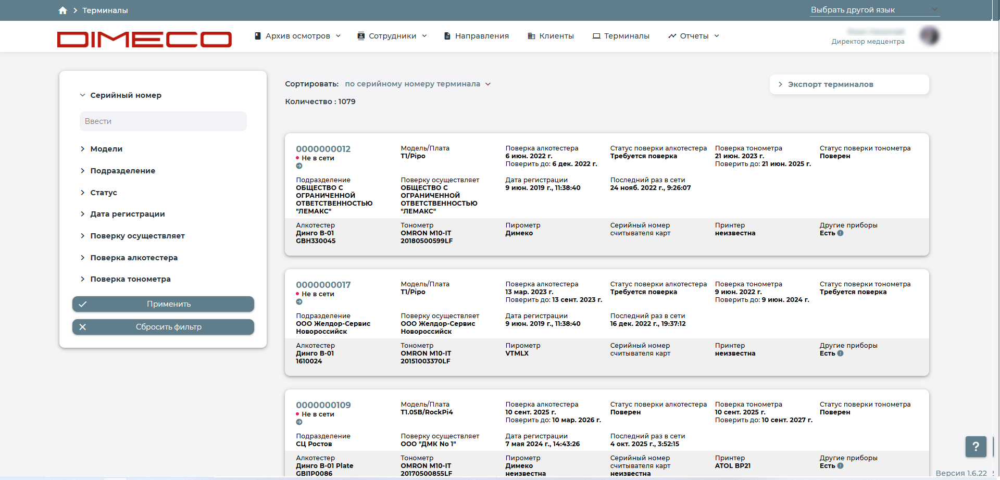 Терминалы
Выбрать другой язык
DIMECO
Архив осмотров
Сотрудники
Направления
Клиенты
Терминалы
Отчеты
Директор медцентра
Серийный номер
Ввести
Модели
Подразделение
Статус
Дата регистрации
Поверку осуществляет
Поверка алкотестера
Поверка тонометра
Применить
Сбросить фильтр
Сортировать: по серийному номеру терминала
Количество : 1079
Экспорт терминалов
0000000012
Не в сети
Модель/Плата
T1/Pipo
Поверка алкотестера
6 июн. 2022 г.
Поверить до: 6 дек. 2022 г.
Статус поверки алкотестера
Требуется поверка
Поверка тонометра
21 июн. 2023 г.
Поверить до: 21 июн. 2025 г.
Статус поверки тонометра
Поверен
Подразделение
ОБЩЕСТВО С
ОГРАНИЧЕННОЙ
ОТВЕТСТВЕННОСТЬЮ
"ЛЕМАКС"
Поверку осуществляет
ОБЩЕСТВО С
ОГРАНИЧЕННОЙ
ОТВЕТСТВЕННОСТЬЮ
"ЛЕМАКС"
Дата регистрации
9 июн. 2019 г., 11:38:40
Последний раз в сети
24 нояб. 2022 г., 9:26:07
Алкотестер
Динго В-01
GBH330045
Тонометр
OMRON M10-IT
20180500599LF
Пирометр
Димеко
Серийный номер
считывателя карт
Принтер
неизвестна
Другие приборы
Есть
0000000017
Не в сети
Модель/Плата
T1/Pipo
Поверка алкотестера
13 мар. 2023 г.
Поверить до: 13 сент. 2023 г.
Статус поверки алкотестера
Требуется поверка
Поверка тонометра
9 июн. 2022 г.
Поверить до: 9 июн. 2024 г.
Статус поверки тонометра
Требуется поверка
Подразделение
ООО Желдор-Сервис
Новороссийск
Поверку осуществляет
ООО Желдор-Сервис
Новороссийск
Дата регистрации
9 июн. 2019 г., 11:38:40
Последний раз в сети
16 дек. 2022 г., 19:37:12
Алкотестер
Динго В-01
1610024
Тонометр
OMRON M10-IT
20151003370LF
Пирометр
VTMLX
Серийный номер
считывателя карт
Принтер
неизвестна
Другие приборы
Есть
0000000109
Не в сети
Модель/Плата
T1.05B/RockPi4
Поверка алкотестера
10 сент. 2025 г.
Поверить до: 10 мар. 2026 г.
Статус поверки алкотестера
Поверен
Поверка тонометра
10 сент. 2025 г.
Поверить до: 10 сент. 2027 г.
Статус поверки тонометра
Поверен
Подразделение
СЦ Ростов
Поверку осуществляет
ООО "ДМК No 1"
Дата регистрации
7 мая 2024 г., 14:43:26
Последний раз в сети
4 окт. 2025 г., 3:52:15
Алкотестер
Динго В-01 Plate
GBI1P0086
Тонометр
OMRON M10-IT
20170500855LF
Пирометр
Димеко
неизвестна
Серийный номер
считывателя карт
неизвестна
Принтер
ATOL BP21
Другие приборы
Есть
?
Версия 1.6.22